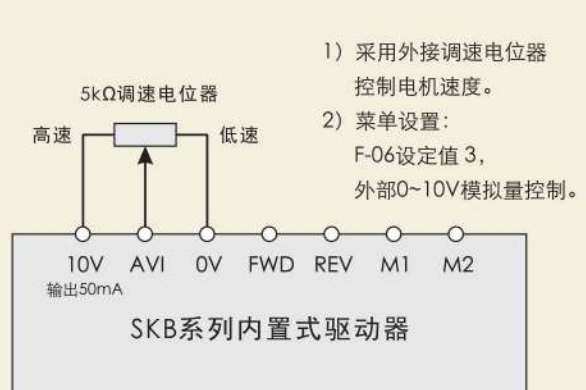 1) 采用外接调速电位器
控制电机速度。
2) 菜单设置:
F-06设定值 3,
外部0~10V模拟量控制。
5kΩ调速电位器
高速
低速
10V AVI 0V FWD REV M1 M2
输出50mA
SKB系列内置式驱动器